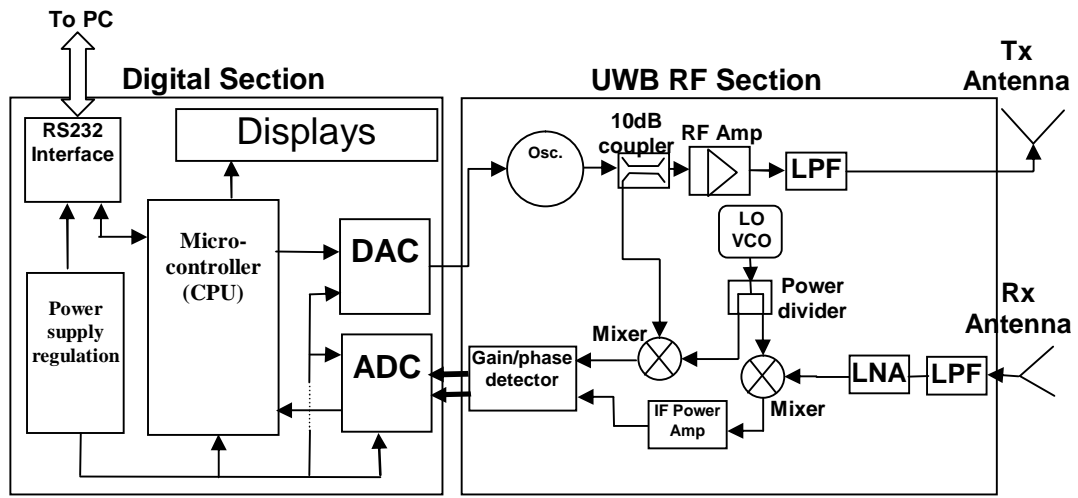 To PC
Digital Section
UWB RF Section
Tx
Antenna
RS232
Interface
Displays
Osc.
10dB
coupler
RF Amp
LPF
Micro-
controller
(CPU)
DAC
LO
VCO
Power
divider
Rx
Antenna
Power
supply
regulation
ADC
Gain/phase
detector
Mixer
LNA
LPF
Mixer
IF Power
Amp